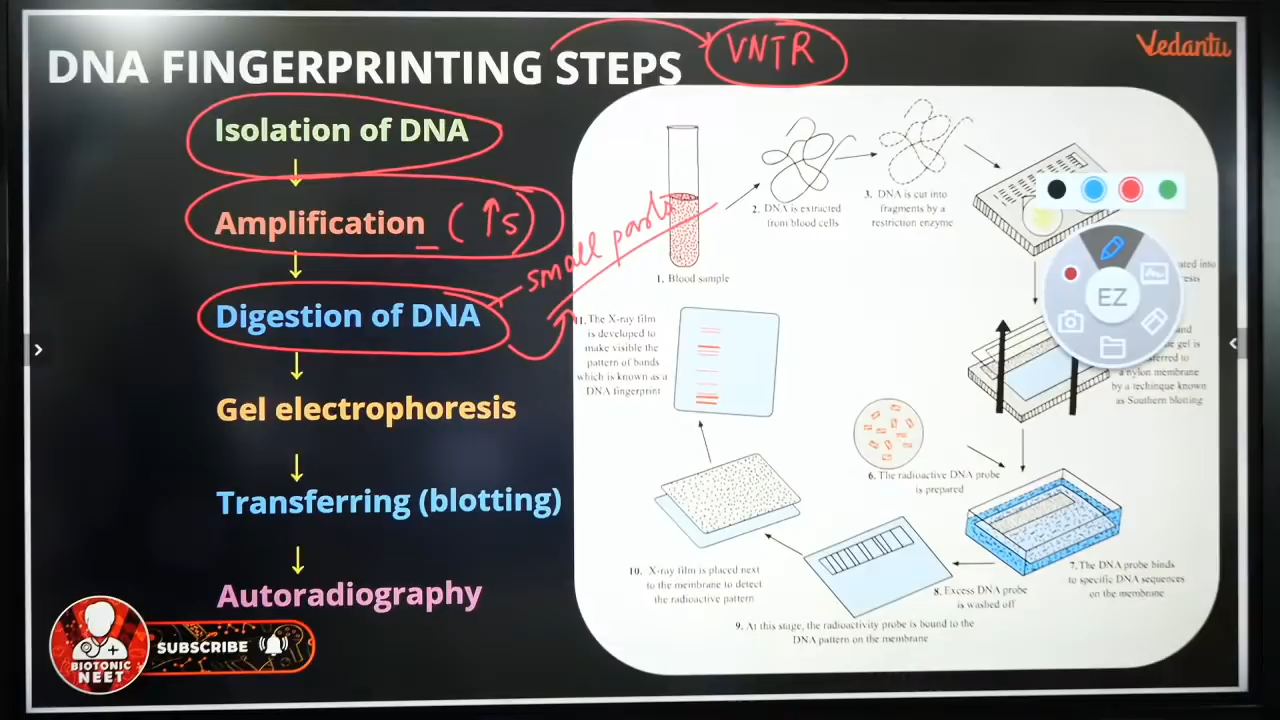 DNA FINGERPRINTING STEPS
VNTR
Vedantu
Isolation of DNA
Amplification (↑s)
small parts
Digestion of DNA
Gel electrophoresis
Transferring (blotting)
Autoradiography
BIOTONIC
NEET
SUBSCRIBE
1. Blood sample
2. DNA is extracted
from blood cells
3. DNA is cut into
fragments by a
restriction enzyme
EZ
gel is
a nylon membrane
by a techinque known
as Southern blotting
6. The radioactive DNA probe
is prepared
7. The DNA probe binds
to specific DNA sequences
on the membrane
8. Excess DNA probe
is washed off
9. At this stage, the radioactivity probe is bound to the
DNA pattern on the membrane
10. X-ray film is placed next
to the membrane to detect
the radioactive pattern
11. The X-ray film
is developed to
make visible the
pattern of bands
which is known as a
DNA fingerprint